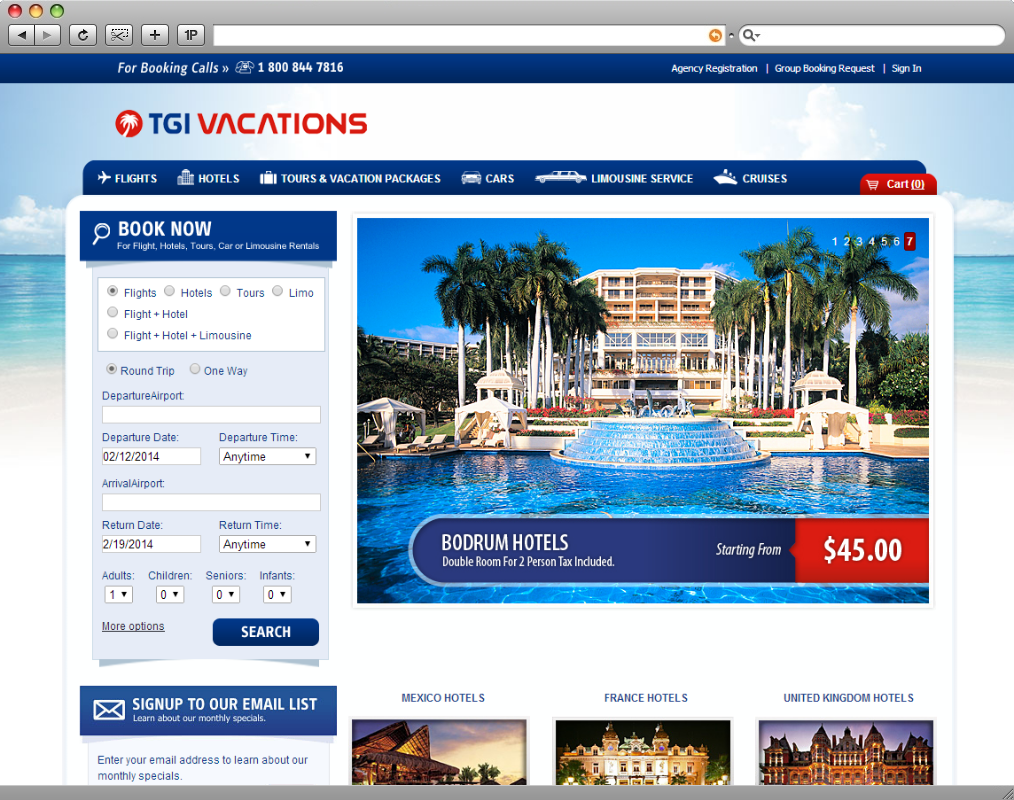 1P
For Booking Calls » 1 800 844 7816
Agency Registration | Group Booking Request | Sign In
TGI VACATIONS
FLIGHTS HOTELS TOURS & VACATION PACKAGES CARS LIMOUSINE SERVICE CRUISES
Cart (0)
BOOK NOW
For Flight, Hotels, Tours, Car or Limousine Rentals
1 2 3 4 5 6 7
Flights Hotels Tours Limo
Flight + Hotel
Flight + Hotel + Limousine
Round Trip One Way
DepartureAirport:
Departure Date: Departure Time:
02/12/2014 Anytime
ArrivalAirport:
Return Date: Return Time:
2/19/2014 Anytime
Adults: Children: Seniors: Infants:
1 0 0 0
More options SEARCH
BODRUM HOTELS
Double Room For 2 Person Tax Included.
Starting From $45.00
SIGNUP TO OUR EMAIL LIST
Learn about our monthly specials.
Enter your email address to learn about our
monthly specials.
MEXICO HOTELS FRANCE HOTELS UNITED KINGDOM HOTELS